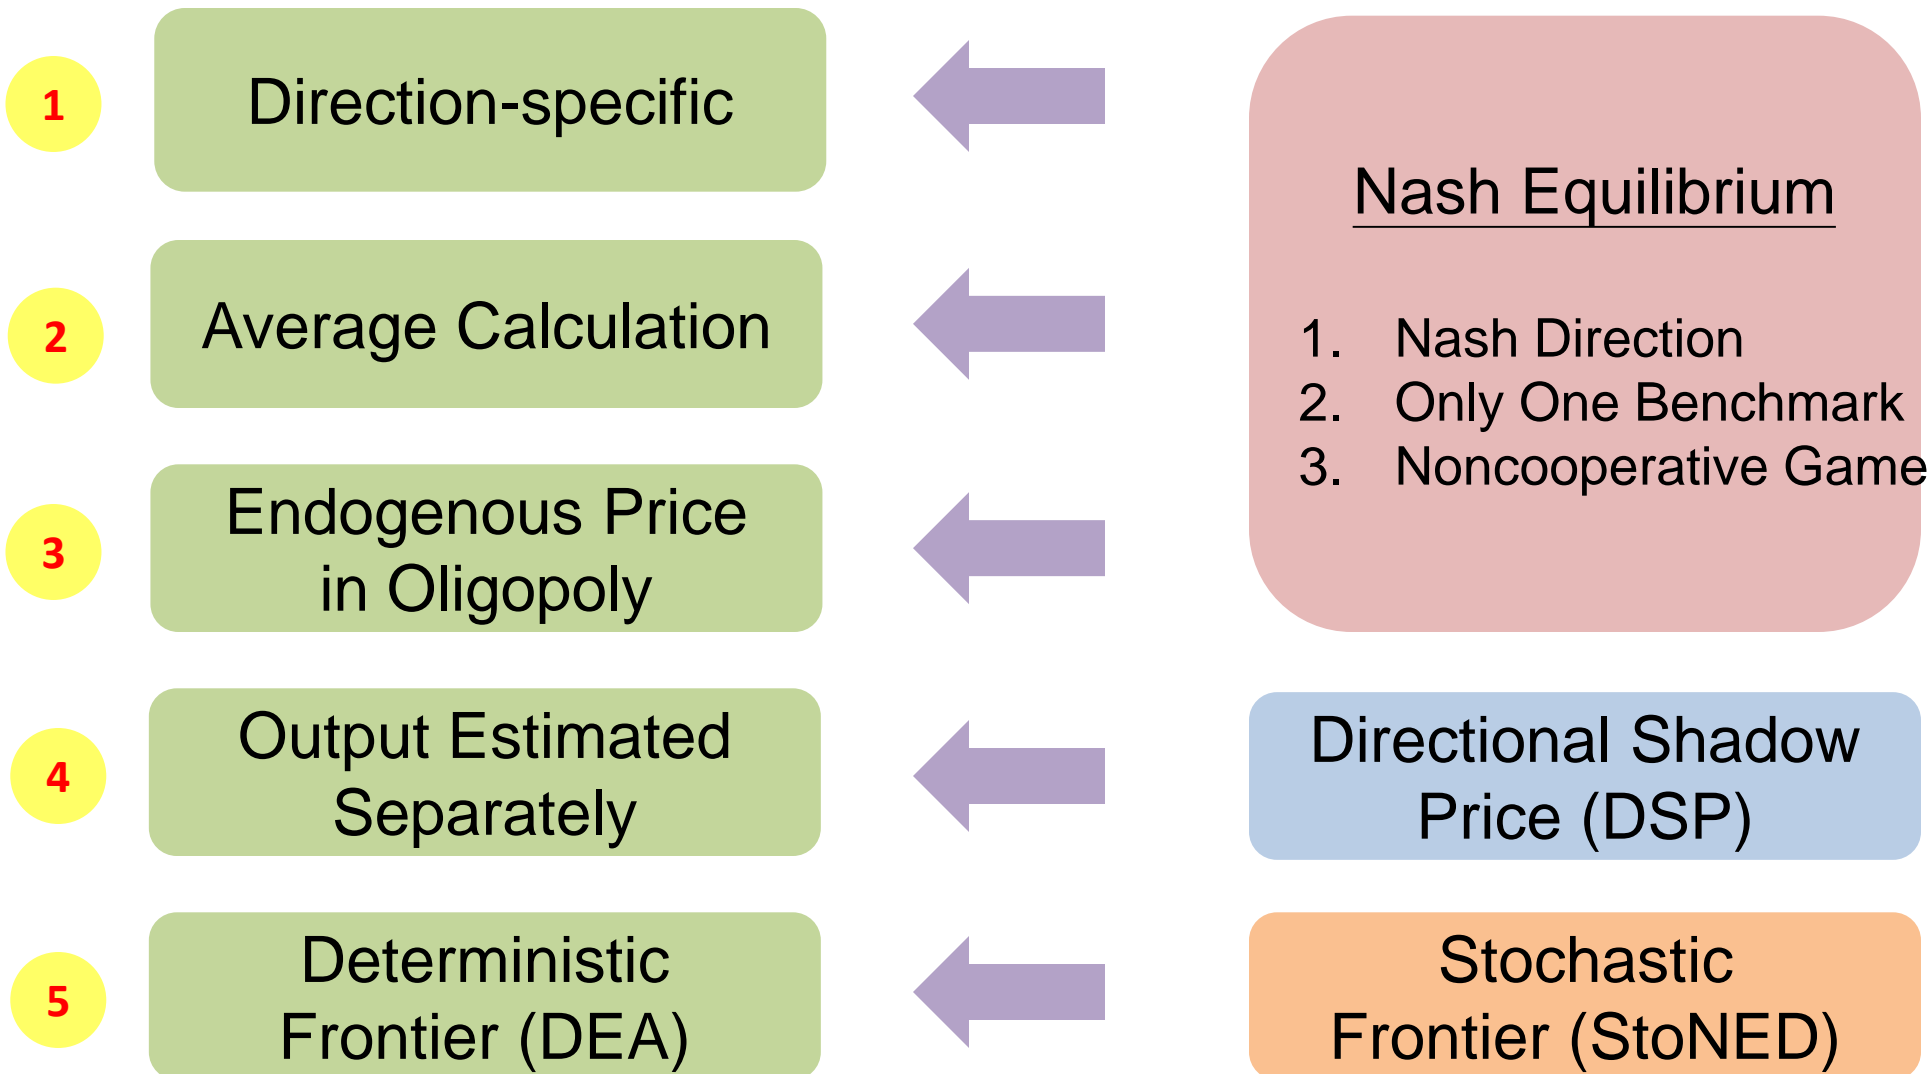 1
Direction-specific
2
Average Calculation
3
Endogenous Price
in Oligopoly
4
Output Estimated
Separately
5
Deterministic
Frontier (DEA)
Nash Equilibrium
1. Nash Direction
2. Only One Benchmark
3. Noncooperative Game
Directional Shadow
Price (DSP)
Stochastic
Frontier (StoNED)